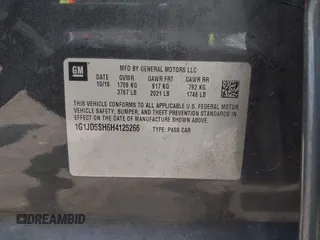 GM
MFD BY GENERAL MOTORS LLC
10/16 GVWR GAWR FRT GAWR RR
1709 KG 917 KG 792 KG
3767 LB 2021 LB 1746 LB
THIS VEHICLE CONFORMS TO ALL APPLICABLE U.S. FEDERAL MOTOR
VEHICLE SAFETY, BUMPER, AND THEFT PREVENTION STANDARDS IN
EFFECT ON THE DATE OF MANUFACTURE SHOWN ABOVE.
1G1JD5SH6H4125266 TYPE: PASS CAR
DREAMBID